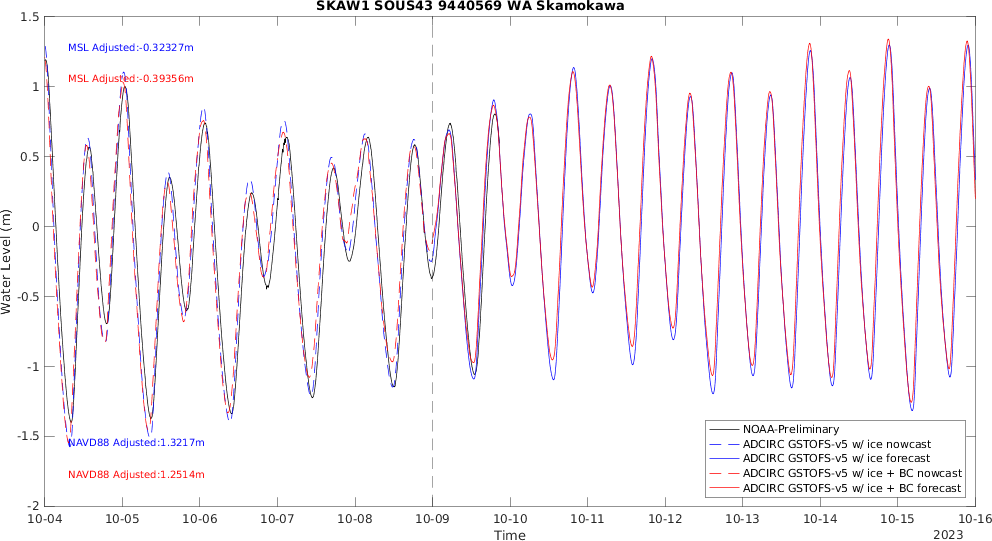 SKAW1 SOUS43 9440569 WA Skamokawa
MSL Adjusted:-0.32327m
MSL Adjusted:-0.39356m
NAVD88 Adjusted:1.3217m
NAVD88 Adjusted:1.2514m
Water Level (m)
1.5
1
0.5
0
-0.5
-1
-1.5
-2
NOAA-Preliminary
ADCIRC GSTOFS-v5 w/ ice nowcast
ADCIRC GSTOFS-v5 w/ ice forecast
ADCIRC GSTOFS-v5 w/ ice + BC nowcast
ADCIRC GSTOFS-v5 w/ ice + BC forecast
10-04 10-05 10-06 10-07 10-08 10-09 10-10 10-11 10-12 10-13 10-14 10-15 10-16
Time
2023